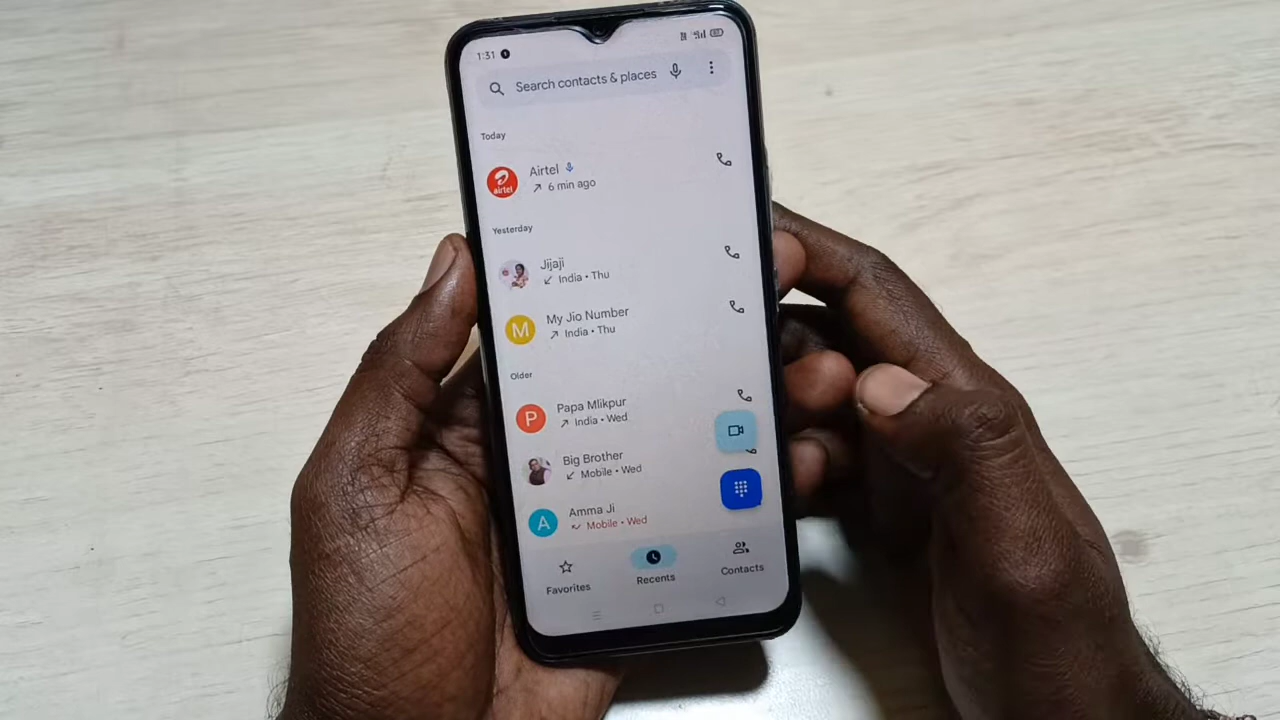 1:31
Search contacts & places
Today
airtel
Airtel
6 min ago
Yesterday
Jijaji
India • Thu
M
My Jio Number
India • Thu
Older
P
Papa Mlikpur
India • Wed
Big Brother
Mobile • Wed
A
Amma Ji
Mobile • Wed
Favorites
Recents
Contacts